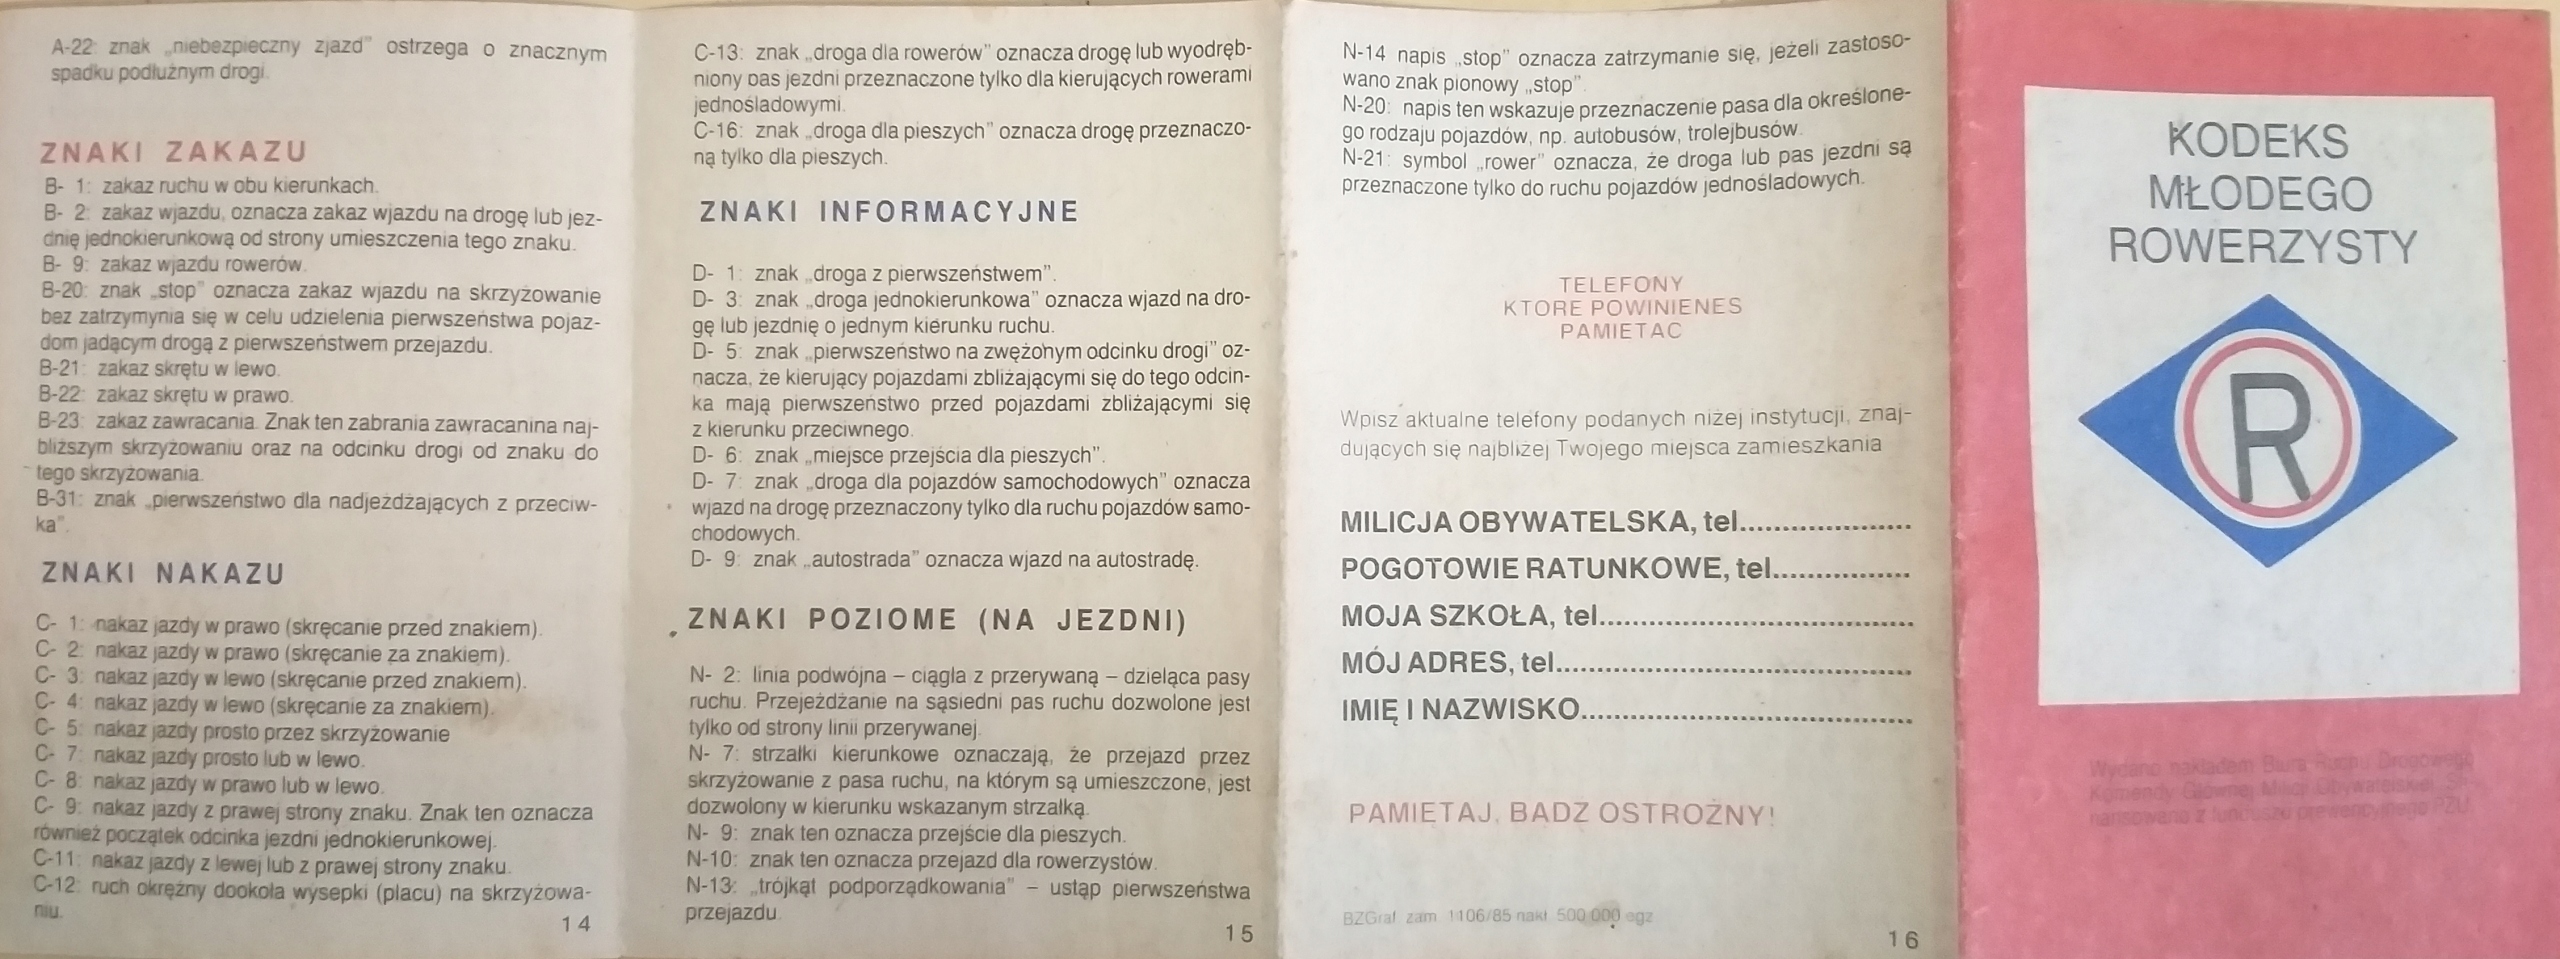 A-22: znak „niebezpieczny zjazd” ostrzega o znacznym
spadku podłużnym drogi.
ZNAKI ZAKAZU
B- 1: zakaz ruchu w obu kierunkach.
B- 2: zakaz wjazdu, oznacza zakaz wjazdu na drogę lub jez-
dnię jednokierunkową od strony umieszczenia tego znaku.
B- 9: zakaz wjazdu rowerów.
B-20: znak „stop” oznacza zakaz wjazdu na skrzyżowanie
bez zatrzymynia się w celu udzielenia pierwszeństwa pojaz-
dom jadącym drogą z pierwszeństwem przejazdu.
B-21: zakaz skrętu w lewo.
B-22: zakaz skrętu w prawo.
B-23: zakaz zawracania. Znak ten zabrania zawracanina naj-
bliższym skrzyżowaniu oraz na odcinku drogi od znaku do
tego skrzyżowania.
B-31: znak „pierwszeństwo dla nadjeżdżających z przeciw-
ka”.
ZNAKI NAKAZU
C- 1: nakaz jazdy w prawo (skręcanie przed znakiem).
C- 2: nakaz jazdy w prawo (skręcanie za znakiem).
C- 3: nakaz jazdy w lewo (skręcanie przed znakiem).
C- 4: nakaz jazdy w lewo (skręcanie za znakiem).
C- 5: nakaz jazdy prosto przez skrzyżowanie
C- 7: nakaz jazdy prosto lub w lewo.
C- 8: nakaz jazdy w prawo lub w lewo.
C- 9: nakaz jazdy z prawej strony znaku. Znak ten oznacza
również początek odcinka jezdni jednokierunkowej.
C-11: nakaz jazdy z lewej lub z prawej strony znaku.
C-12: ruch okrężny dookoła wysepki (placu) na skrzyżowa-
niu.
14
C-13: znak „droga dla rowerów” oznacza drogę lub wyodręb-
niony pas jezdni przeznaczone tylko dla kierujących rowerami
jednośladowymi.
C-16: znak „droga dla pieszych” oznacza drogę przeznaczo-
ną tylko dla pieszych.
ZNAKI INFORMACYJNE
D- 1: znak „droga z pierwszeństwem”.
D- 3: znak „droga jednokierunkowa” oznacza wjazd na dro-
gę lub jezdnię o jednym kierunku ruchu.
D- 5: znak „pierwszeństwo na zwężonym odcinku drogi” oz-
nacza, że kierujący pojazdami zbliżającymi się do tego odcin-
ka mają pierwszeństwo przed pojazdami zbliżającymi się
z kierunku przeciwnego.
D- 6: znak „miejsce przejścia dla pieszych”.
D- 7: znak „droga dla pojazdów samochodowych” oznacza
wjazd na drogę przeznaczony tylko dla ruchu pojazdów samo-
chodowych.
D- 9: znak „autostrada” oznacza wjazd na autostradę.
ZNAKI POZIOME (NA JEZDNI)
N- 2: linia podwójna – ciągła z przerywaną – dzieląca pasy
ruchu. Przejeżdżanie na sąsiedni pas ruchu dozwolone jest
tylko od strony linii przerywanej.
N- 7: strzałki kierunkowe oznaczają, że przejazd przez
skrzyżowanie z pasa ruchu, na którym są umieszczone, jest
dozwolony w kierunku wskazanym strzałką.
N- 9: znak ten oznacza przejście dla pieszych.
N-10: znak ten oznacza przejazd dla rowerzystów.
N-13: „trójkąt podporządkowania” – ustąp pierwszeństwa
przejazdu.
15
N-14 napis „stop” oznacza zatrzymanie się, jeżeli zastoso-
wano znak pionowy „stop”
N-20: napis ten wskazuje przeznaczenie pasa dla określone-
go rodzaju pojazdów, np. autobusów, trolejbusów.
N-21: symbol „rower” oznacza, że droga lub pas jezdni są
przeznaczone tylko do ruchu pojazdów jednośladowych.
TELEFONY
KTORE POWINIENES
PAMIETAC
Wpisz aktualne telefony podanych niżej instytucji, znaj-
dujących się najbliżej Twojego miejsca zamieszkania
MILICJA OBYWATELSKA, tel....................
POGOTOWIE RATUNKOWE, tel................
MOJA SZKOŁA, tel.....................................
MÓJ ADRES, tel..........................................
IMIĘ I NAZWISKO.......................................
PAMIETAJ, BADZ OSTROŻNY!
BZGraf. zam. 1106/85 nakł. 500 000 egz.
16
KODEKS
MŁODEGO
ROWERZYSTY
R
Wydano nakładem Biura Ruchu Drogowego
Komendy Głównej Milicji Obywatelskiej. Sfi-
nansowano z funduszu prewencyjnego PZU